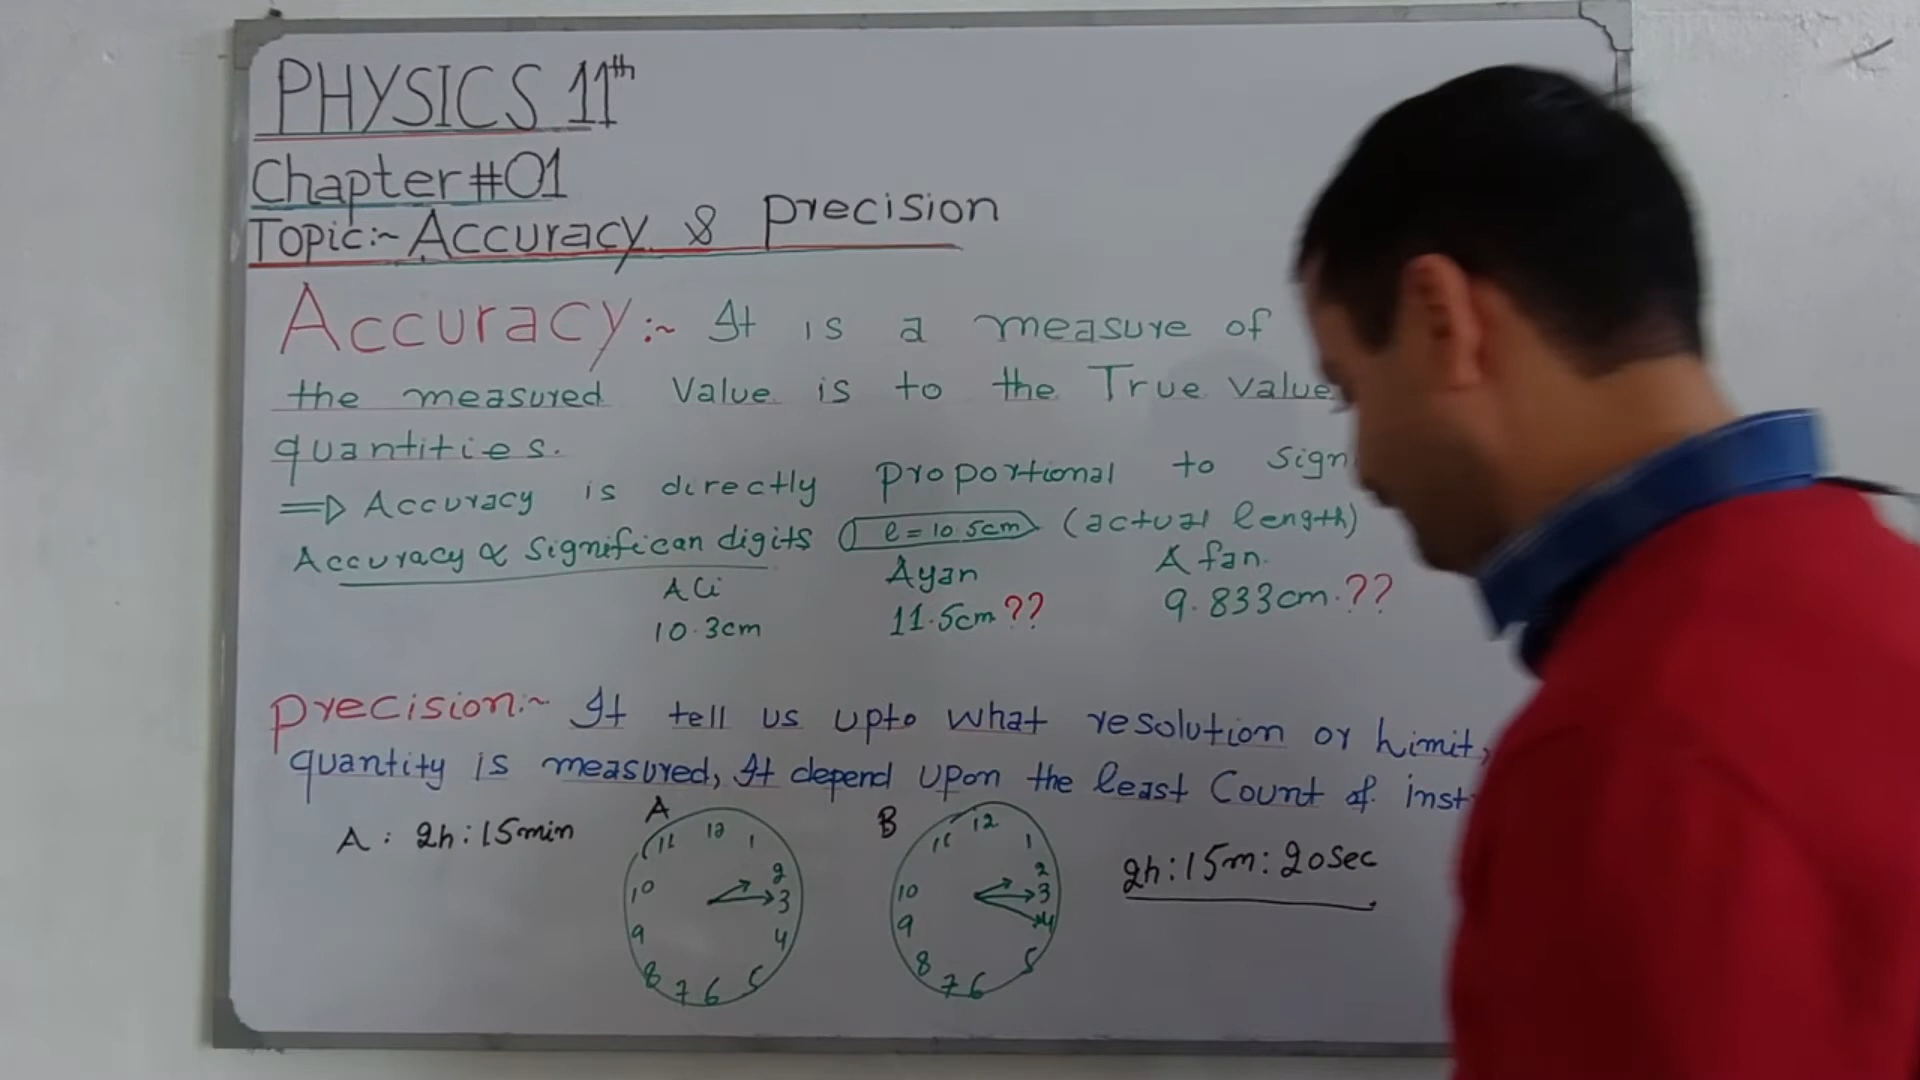 PHYSICS 11th
Chapter#01
Topic:~ Accuracy & Precision
Accuracy:~ It is a measure of
the measured Value is to the True value
quantities.
⇒ Accuracy is directly Proportional to Sign
Accuracy ∝ Significan digits l = 10.5cm (actual length)
Ali Ayan Afan.
10.3cm 11.5cm ?? 9.833cm. ??
Precision:~ It tell us upto what resolution or limit,
quantity is measured, It depend upon the least Count of inst
A : 2h : 15min
A
12 1 2 3 4 5 6 7 8 9 10 11
B
12 1 2 3 4 5 6 7 8 9 10 11
2h : 15m : 20sec